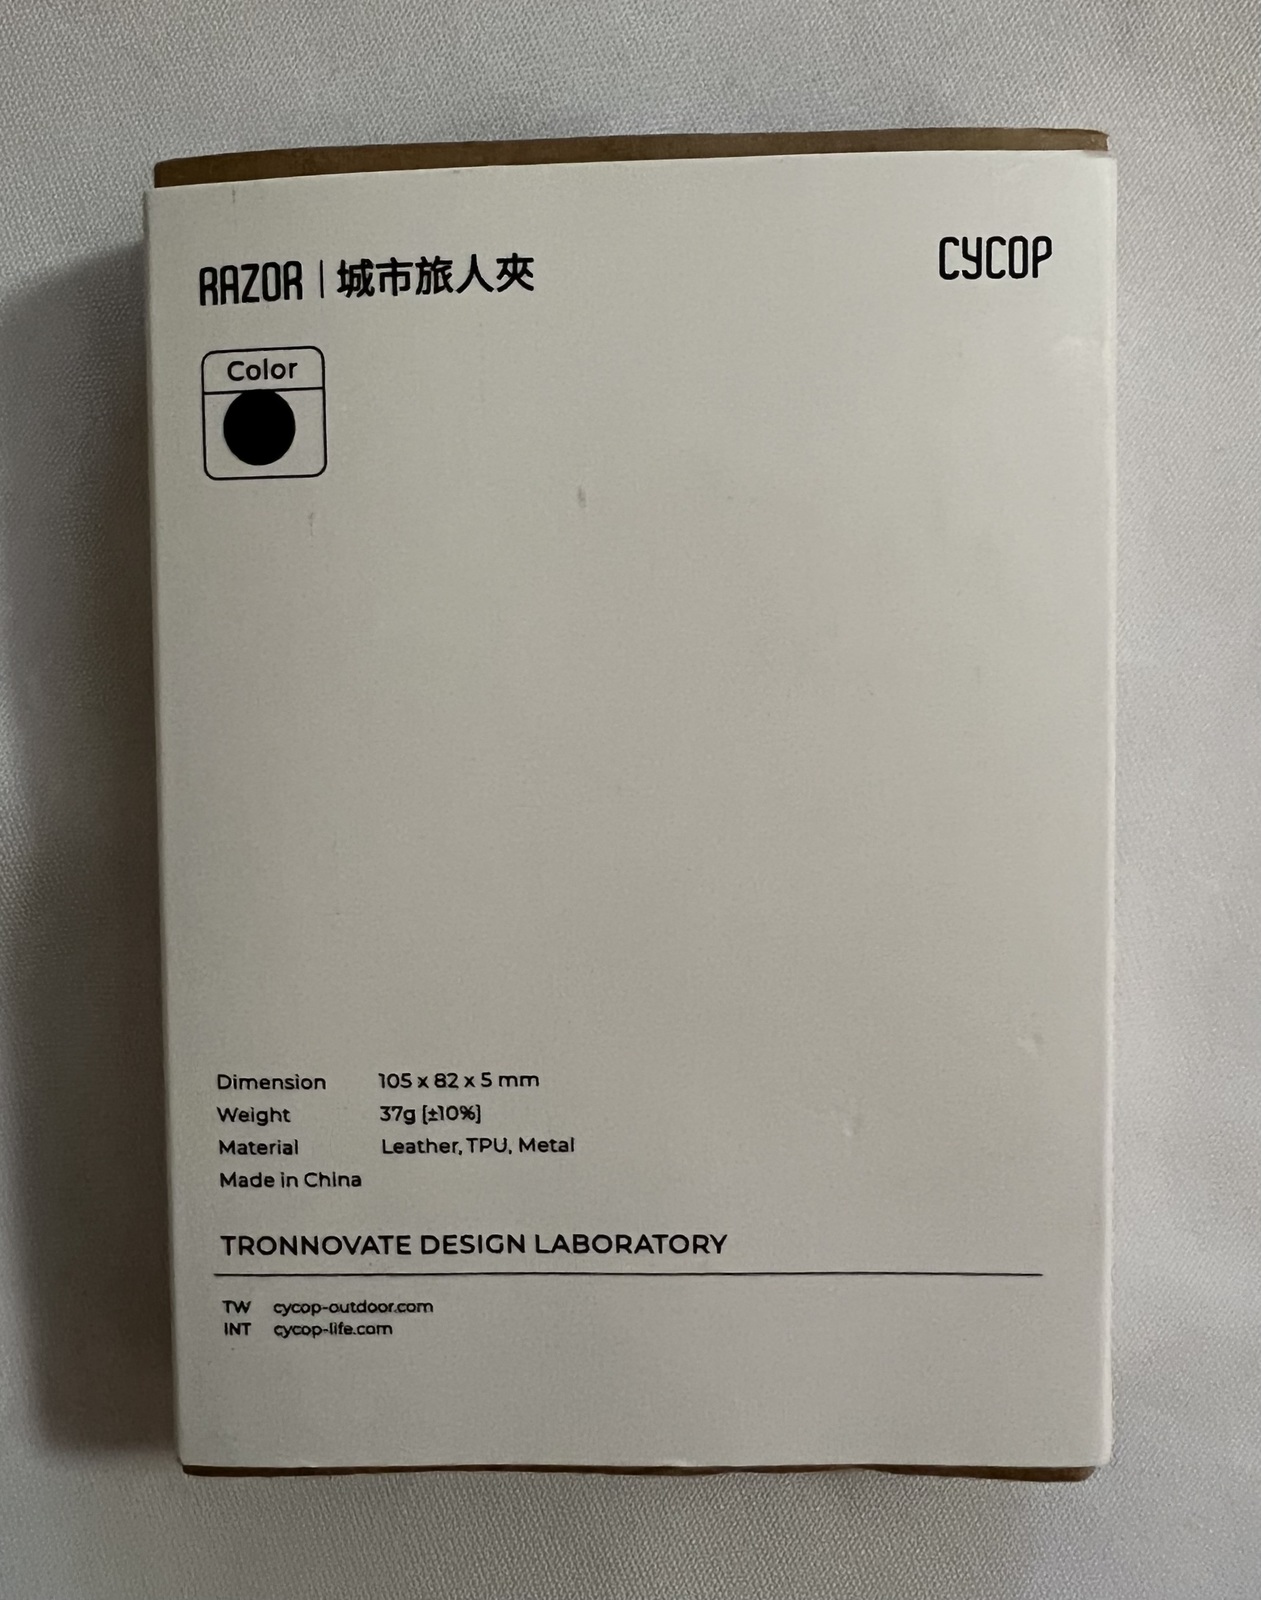 RAZOR | 城市旅人夾
CYCOP
Color
Dimension 105 x 82 x 5 mm
Weight 37g [±10%]
Material Leather, TPU, Metal
Made in China
TRONNOVATE DESIGN LABORATORY
TW cycop-outdoor.com
INT cycop-life.com